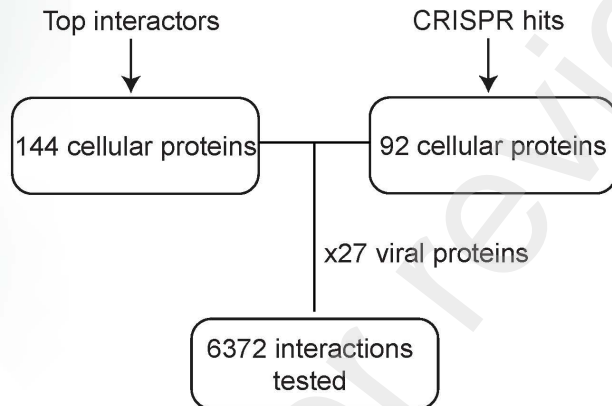 Top interactors
CRISPR hits
144 cellular proteins
92 cellular proteins
x27 viral proteins
6372 interactions
tested